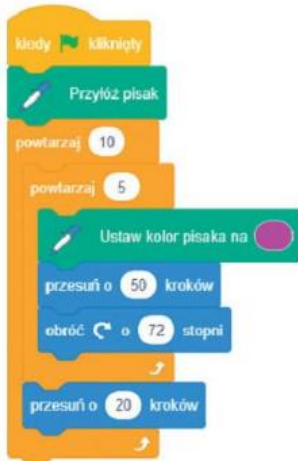 kiedy kliknięty
Przyłóż pisak
powtarzaj 10
powtarzaj 5
Ustaw kolor pisaka na
przesuń o 50 kroków
obróć o 72 stopni
przesuń o 20 kroków